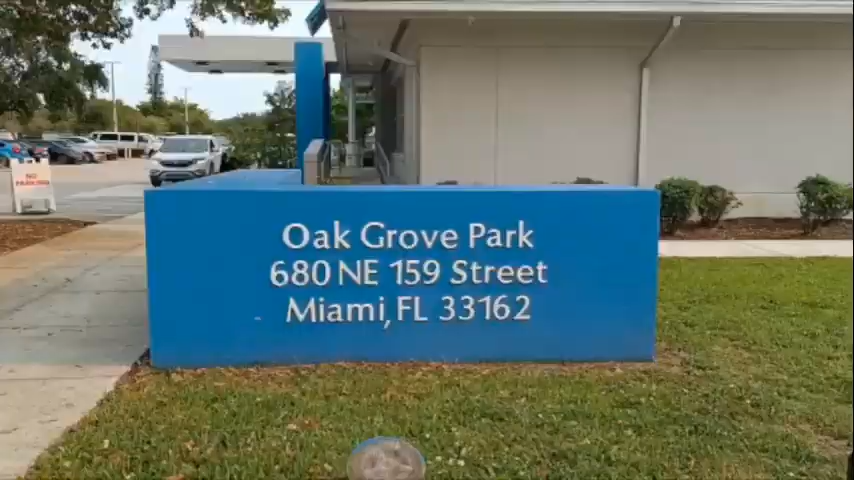 Oak Grove Park
680 NE 159 Street
Miami, FL 33162
NO
PARKING